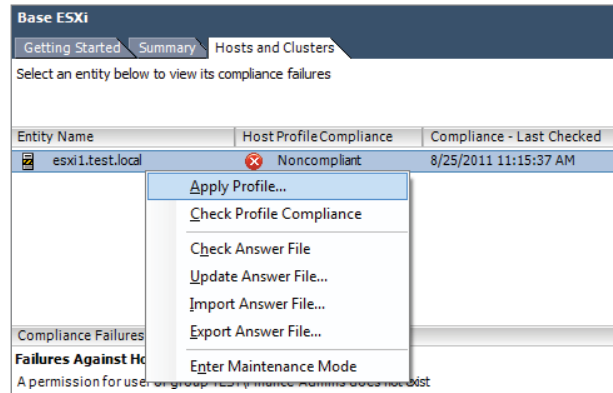 Base ESXi
Getting Started Summary Hosts and Clusters
Select an entity below to view its compliance failures
Entity Name Host Profile Compliance Compliance - Last Checked
esxi1.test.local Noncompliant 8/25/2011 11:15:37 AM
Apply Profile...
Check Profile Compliance
Check Answer File
Update Answer File...
Import Answer File...
Export Answer File...
Enter Maintenance Mode
Compliance Failures
Failures Against Ho
A permission for user or group TEST\Finance Admins does not exist